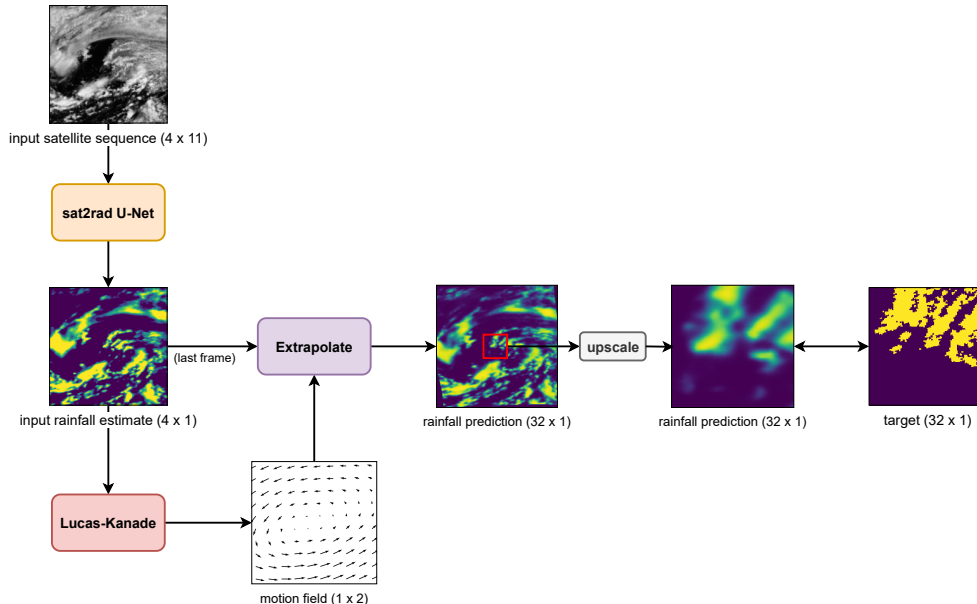 input satellite sequence (4 x 11)
sat2rad U-Net
(last frame)
Extrapolate
upscale
input rainfall estimate (4 x 1)
rainfall prediction (32 x 1)
rainfall prediction (32 x 1)
target (32 x 1)
Lucas-Kanade
motion field (1 x 2)